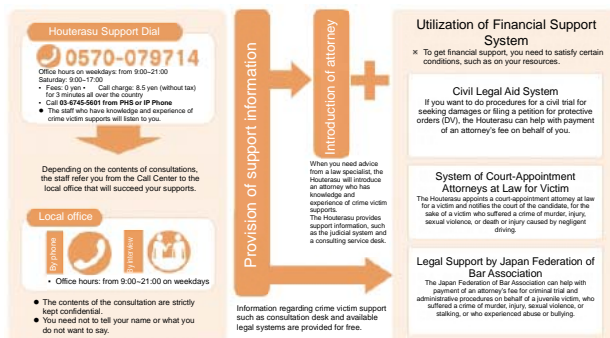 Houterasu Support Dial
0570-079714
Office hours on weekdays: from 9:00~21:00
Saturday: 9:00~17:00
• Fees: 0 yen • Call charge: 8.5 yen (without tax)
for 3 minutes all over the country
• Call 03-6745-5601 from PHS or IP Phone
● The staff who have knowledge and experience of
crime victim supports will listen to you.
Depending on the contents of consultations,
the staff refer you from the Call Center to the
local office that will succeed your supports.
Local office
By phone
By interview
• Office hours: from 9:00~21:00 on weekdays
● The contents of the consultation are strictly
kept confidential.
● You need not to tell your name or what you
do not want to say.
Provision of support information
Introduction of attorney
When you need advice
from a law specialist, the
Houterasu will introduce
an attorney who has
knowledge and
experience of crime victim
supports.
The Houterasu provides
support information, such
as the judicial system and
a consulting service desk.
Information regarding crime victim support
such as consultation desk and available
legal systems are provided for free.
Utilization of Financial Support
System
× To get financial support, you need to satisfy certain
conditions, such as on your resources.
Civil Legal Aid System
If you want to do procedures for a civil trial for
seeking damages or filing a petition for protective
orders (DV), the Houterasu can help with payment
of an attorney's fee on behalf of you.
System of Court-Appointment
Attorneys at Law for Victim
The Houterasu appoints a court-appointment attorney at law
for a victim and notifies the court of the candidate, for the
sake of a victim who suffered a crime of murder, injury,
sexual violence, or death or injury caused by negligent
driving.
Legal Support by Japan Federation of
Bar Association
The Japan Federation of Bar Association can help with
payment of an attorney's fee for criminal trial and
administrative procedures on behalf of a juvenile victim, who
suffered a crime of murder, injury, sexual violence, or
stalking, or who experienced abuse or bullying.